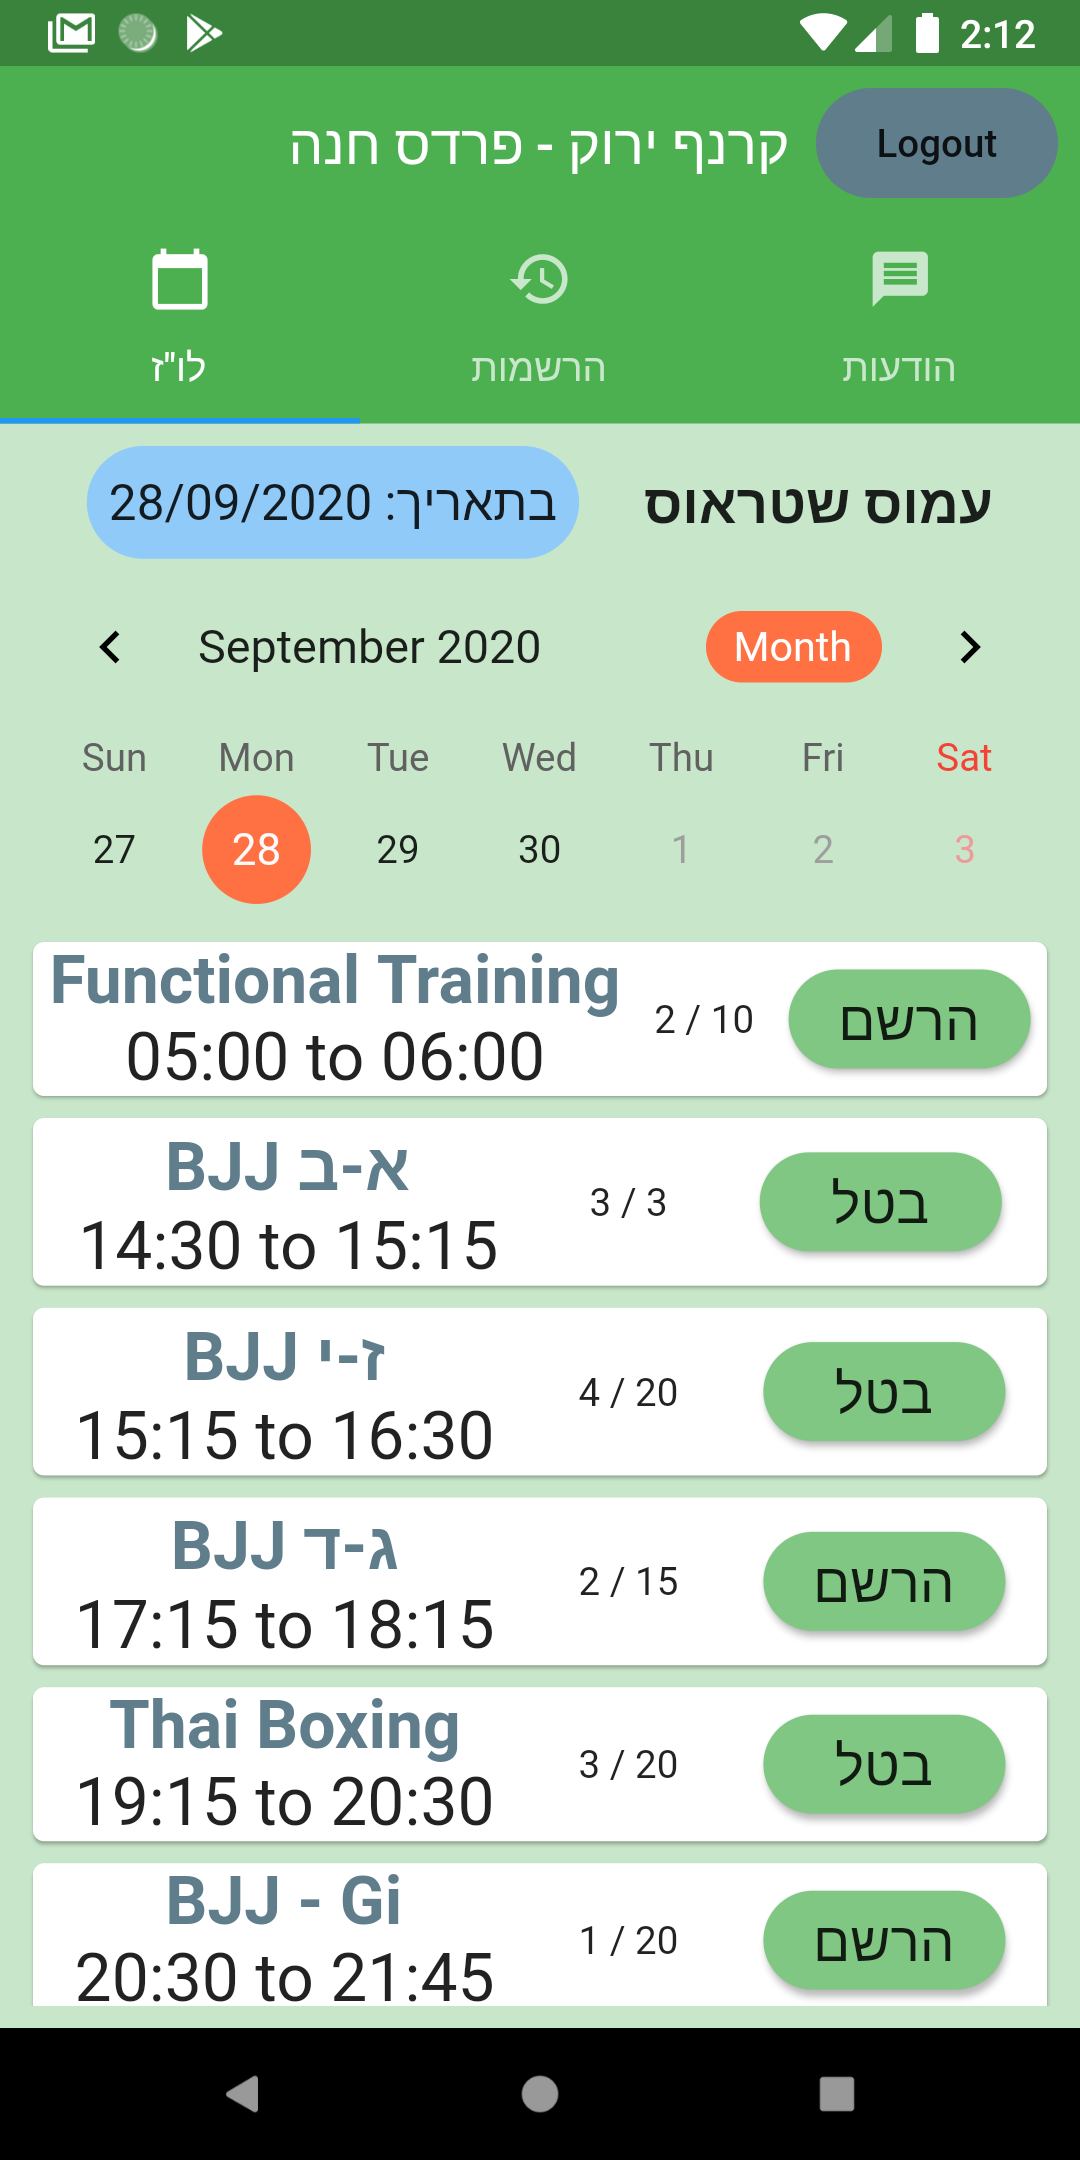 2:12
קרנף ירוק - פרדס חנה
Logout
לו"ז
הרשמות
הודעות
עמוס שטראוס
בתאריך: 28/09/2020
September 2020
Month
Sun Mon Tue Wed Thu Fri Sat
27 28 29 30 1 2 3
Functional Training
05:00 to 06:00
2 / 10
הרשם
BJJ א-ב
14:30 to 15:15
3 / 3
בטל
BJJ ז-י
15:15 to 16:30
4 / 20
בטל
BJJ ג-ד
17:15 to 18:15
2 / 15
הרשם
Thai Boxing
19:15 to 20:30
3 / 20
בטל
BJJ - Gi
20:30 to 21:45
1 / 20
הרשם